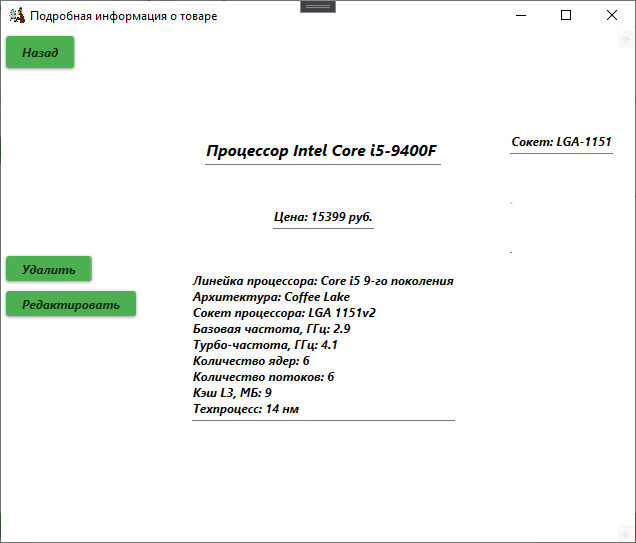 Подробная информация о товаре
Назад
Процессор Intel Core i5-9400F
Сокет: LGA-1151
Цена: 15399 руб.
Удалить
Редактировать
Линейка процессора: Core i5 9-го поколения
Архитектура: Coffee Lake
Сокет процессора: LGA 1151v2
Базовая частота, ГГц: 2.9
Турбо-частота, ГГц: 4.1
Количество ядер: 6
Количество потоков: 6
Кэш L3, МБ: 9
Техпроцесс: 14 нм